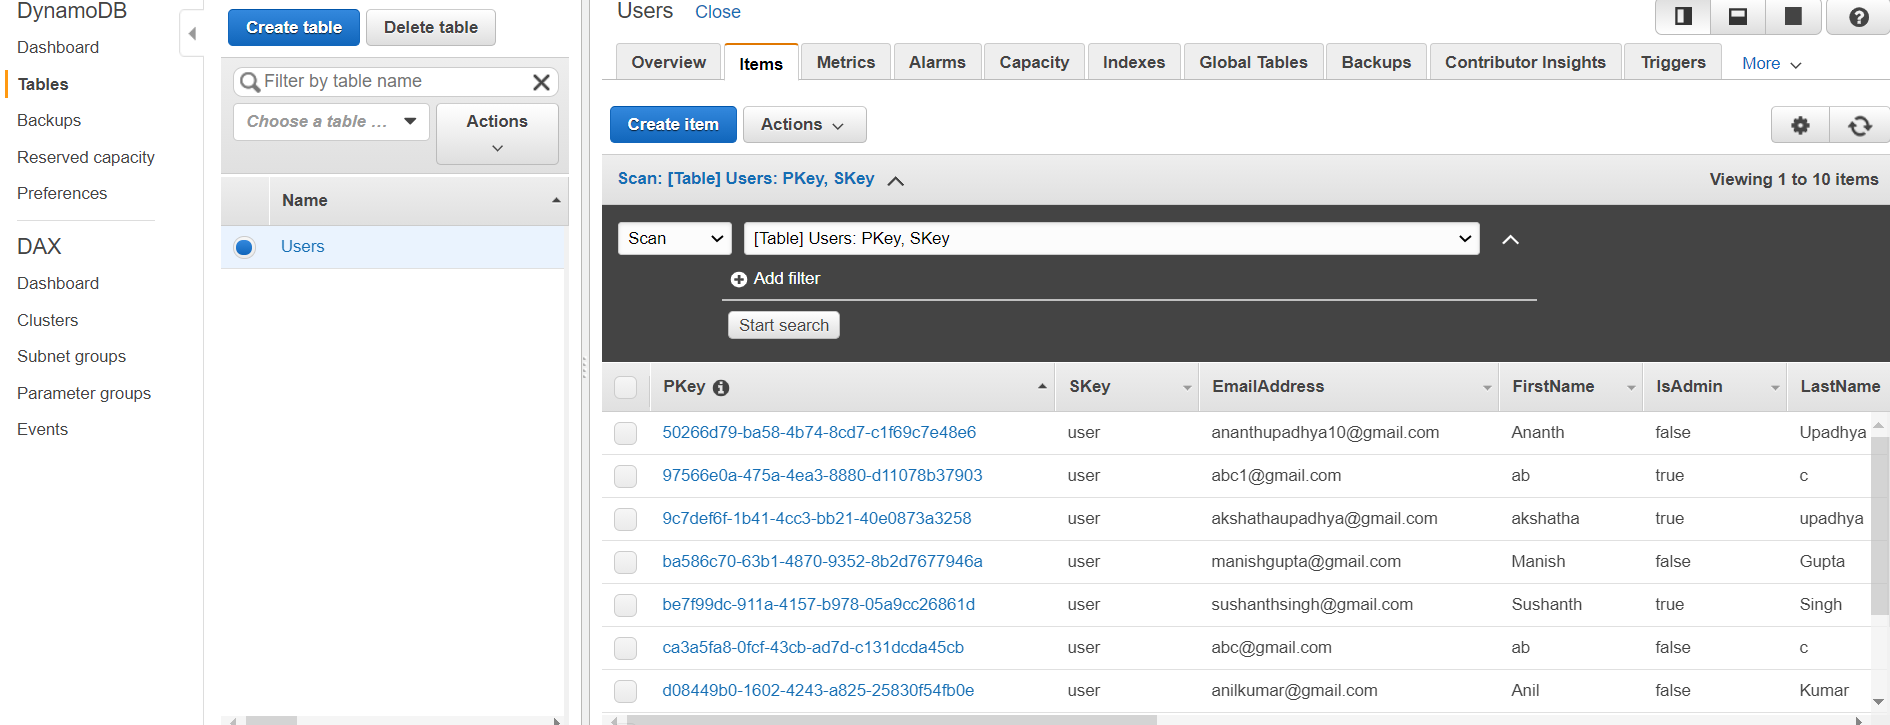 DynamoDB
Dashboard
Tables
Backups
Reserved capacity
Preferences
DAX
Dashboard
Clusters
Subnet groups
Parameter groups
Events
Create table Delete table
Filter by table name
Choose a table ... Actions
Name
Users
Users Close
Overview Items Metrics Alarms Capacity Indexes Global Tables Backups Contributor Insights Triggers More
Create item Actions
Scan: [Table] Users: PKey, SKey Viewing 1 to 10 items
Scan [Table] Users: PKey, SKey
Add filter
Start search
PKey SKey EmailAddress FirstName IsAdmin LastName
50266d79-ba58-4b74-8cd7-c1f69c7e48e6 user ananthupadhya10@gmail.com Ananth false Upadhya
97566e0a-475a-4ea3-8880-d11078b37903 user abc1@gmail.com ab true c
9c7def6f-1b41-4cc3-bb21-40e0873a3258 user akshathaupadhya@gmail.com akshatha true upadhya
ba586c70-63b1-4870-9352-8b2d7677946a user manishgupta@gmail.com Manish false Gupta
be7f99dc-911a-4157-b978-05a9cc26861d user sushanthsingh@gmail.com Sushanth true Singh
ca3a5fa8-0fcf-43cb-ad7d-c131dcda45cb user abc@gmail.com ab false c
d08449b0-1602-4243-a825-25830f54fb0e user anilkumar@gmail.com Anil false Kumar